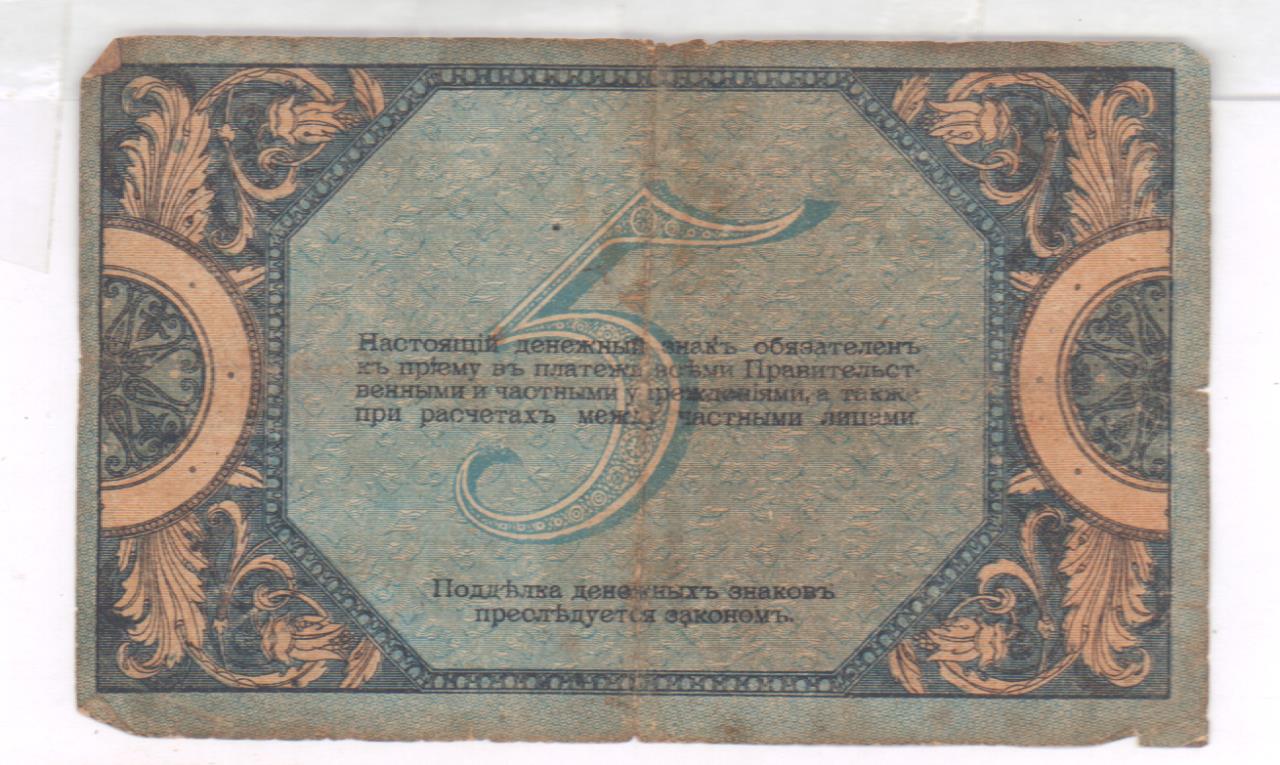 5
Настоящій денежный знакъ обязателенъ
къ пріему въ платежи всѣми Правительст-
венными и частными учрежденіями, а также
при расчетахъ между частными лицами.
Поддѣлка денежныхъ знаковъ
преслѣдуется закономъ.